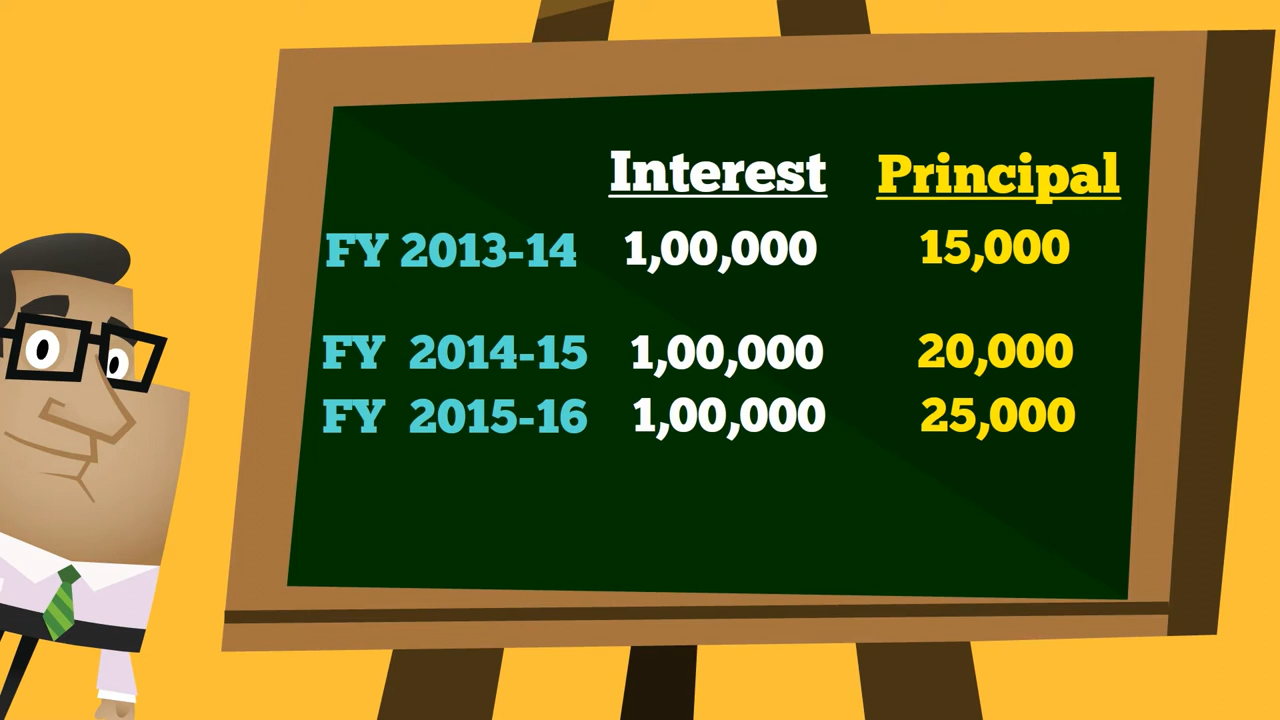 Interest Principal
FY 2013-14 1,00,000 15,000
FY 2014-15 1,00,000 20,000
FY 2015-16 1,00,000 25,000